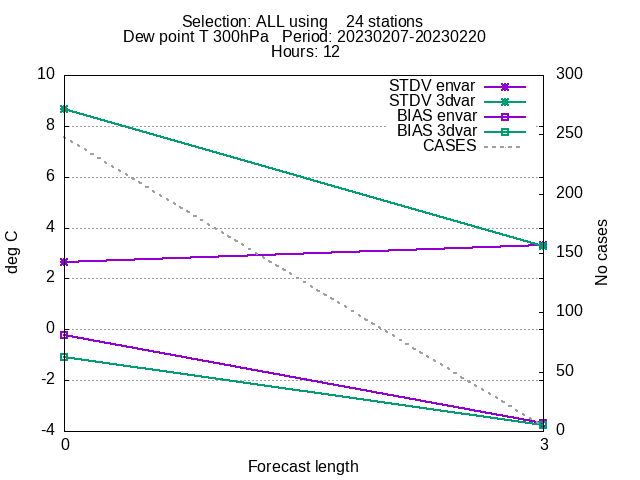 Selection: ALL using    24 stations
Dew point T 300hPa   Period: 20230207-20230220
Hours: 12
STDV envar
STDV 3dvar
BIAS envar
BIAS 3dvar
CASES
10
8
6
4
2
0
-2
-4
deg C
300
250
200
150
100
50
0
No cases
0
3
Forecast length